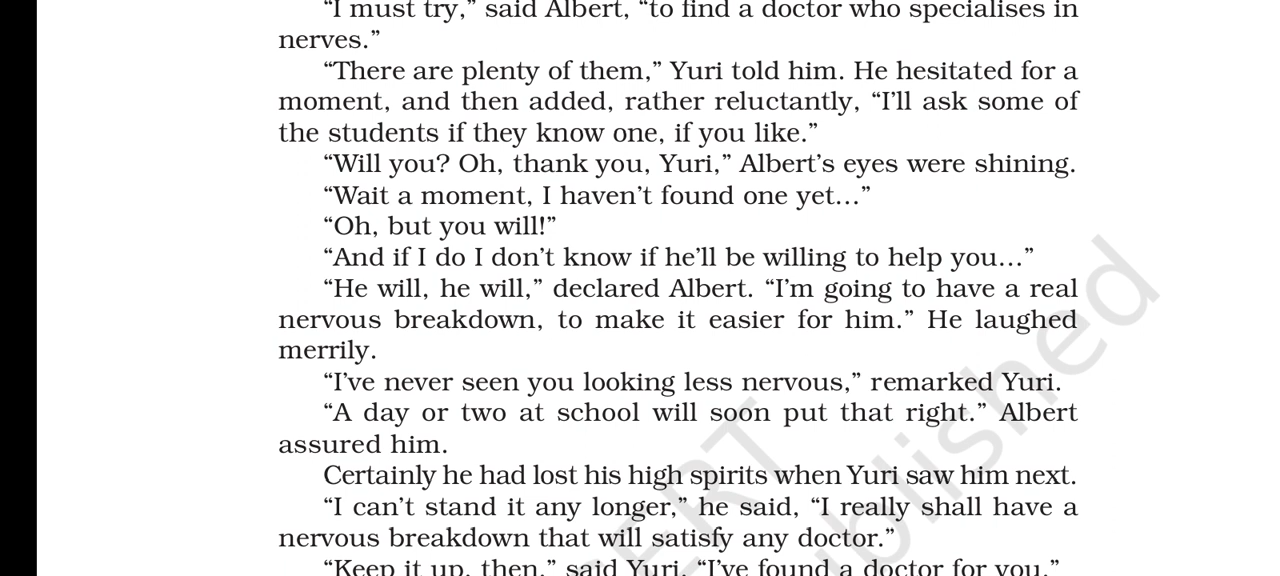 “I must try,” said Albert, “to find a doctor who specialises in
nerves.”
“There are plenty of them,” Yuri told him. He hesitated for a
moment, and then added, rather reluctantly, “I’ll ask some of
the students if they know one, if you like.”
“Will you? Oh, thank you, Yuri,” Albert’s eyes were shining.
“Wait a moment, I haven’t found one yet…”
“Oh, but you will!”
“And if I do I don’t know if he’ll be willing to help you…”
“He will, he will,” declared Albert. “I’m going to have a real
nervous breakdown, to make it easier for him.” He laughed
merrily.
“I’ve never seen you looking less nervous,” remarked Yuri.
“A day or two at school will soon put that right.” Albert
assured him.
Certainly he had lost his high spirits when Yuri saw him next.
“I can’t stand it any longer,” he said, “I really shall have a
nervous breakdown that will satisfy any doctor.”
“Keep it up, then,” said Yuri. “I’ve found a doctor for you.”